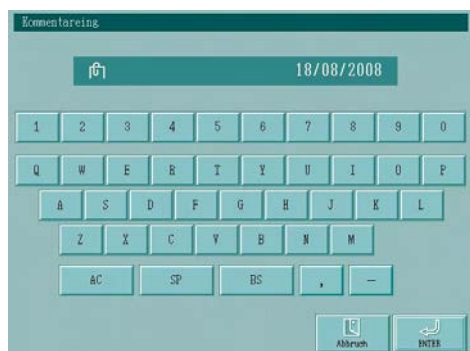 Kommentareing
18/08/2008
1 2 3 4 5 6 7 8 9 0
Q W E R T Y U I O P
A S D F G H J K L
Z X C V B N M
AC SP BS , -
Abbruch ENTER